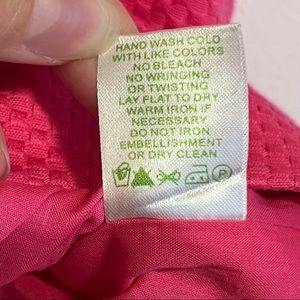 HAND WASH COLD
WITH LIKE COLORS
NO BLEACH
NO WRINGING
OR TWISTING
LAY FLAT TO DRY
WARM IRON IF
NECESSARY
DO NOT IRON
EMBELLISHMENT
OR DRY CLEAN
P